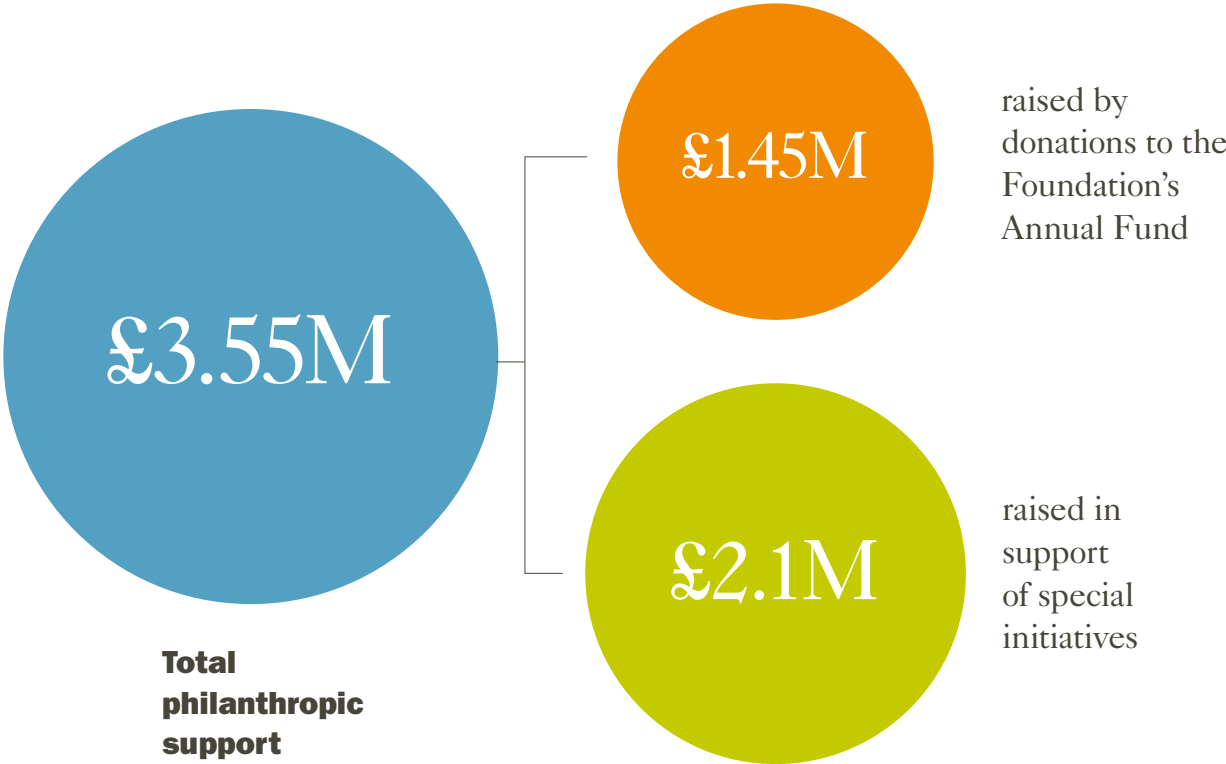 £3.55M
Total
philanthropic
support
£1.45M
raised by
donations to the
Foundation’s
Annual Fund
£2.1M
raised in
support
of special
initiatives